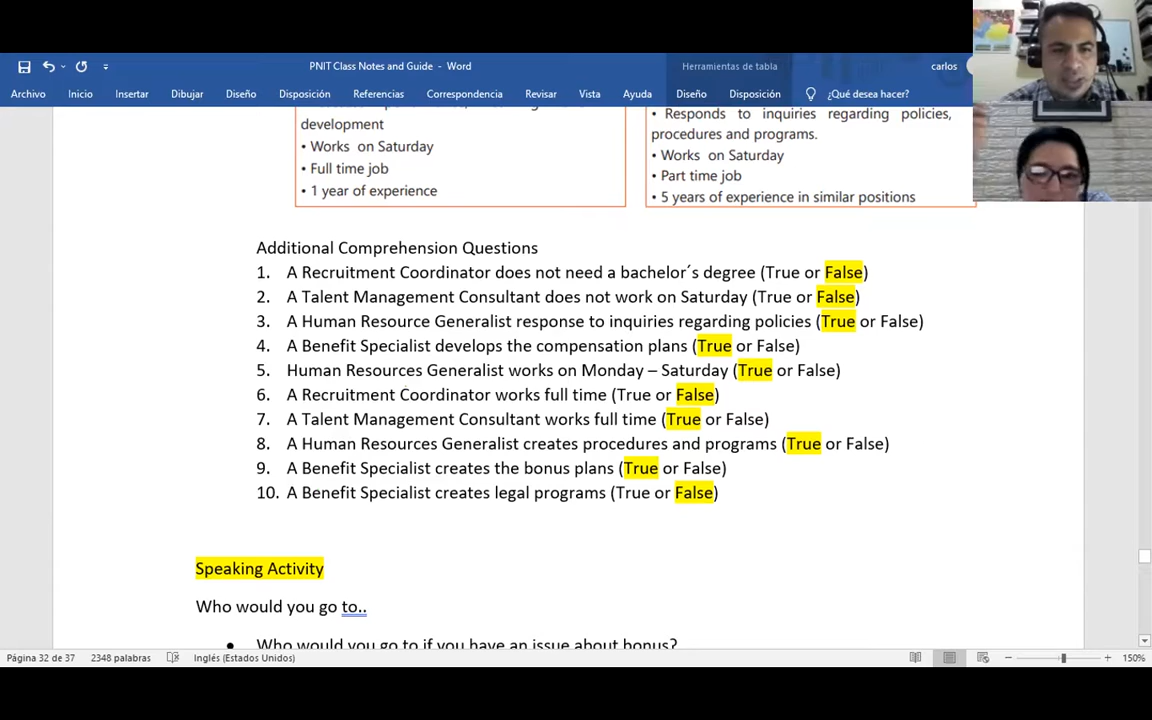 PNIT Class Notes and Guide - Word
Herramientas de tabla
carlos
Archivo Inicio Insertar Dibujar Diseño Disposición Referencias Correspondencia Revisar Vista Ayuda Diseño Disposición ¿Qué desea hacer?
development
• Works on Saturday
• Full time job
• 1 year of experience
• Responds to inquiries regarding policies,
procedures and programs.
• Works on Saturday
• Part time job
• 5 years of experience in similar positions
Additional Comprehension Questions
1. A Recruitment Coordinator does not need a bachelor´s degree (True or False)
2. A Talent Management Consultant does not work on Saturday (True or False)
3. A Human Resource Generalist response to inquiries regarding policies (True or False)
4. A Benefit Specialist develops the compensation plans (True or False)
5. Human Resources Generalist works on Monday – Saturday (True or False)
6. A Recruitment Coordinator works full time (True or False)
7. A Talent Management Consultant works full time (True or False)
8. A Human Resources Generalist creates procedures and programs (True or False)
9. A Benefit Specialist creates the bonus plans (True or False)
10. A Benefit Specialist creates legal programs (True or False)
Speaking Activity
Who would you go to..
• Who would you go to if you have an issue about bonus?
Página 32 de 37 2348 palabras Inglés (Estados Unidos) 150%